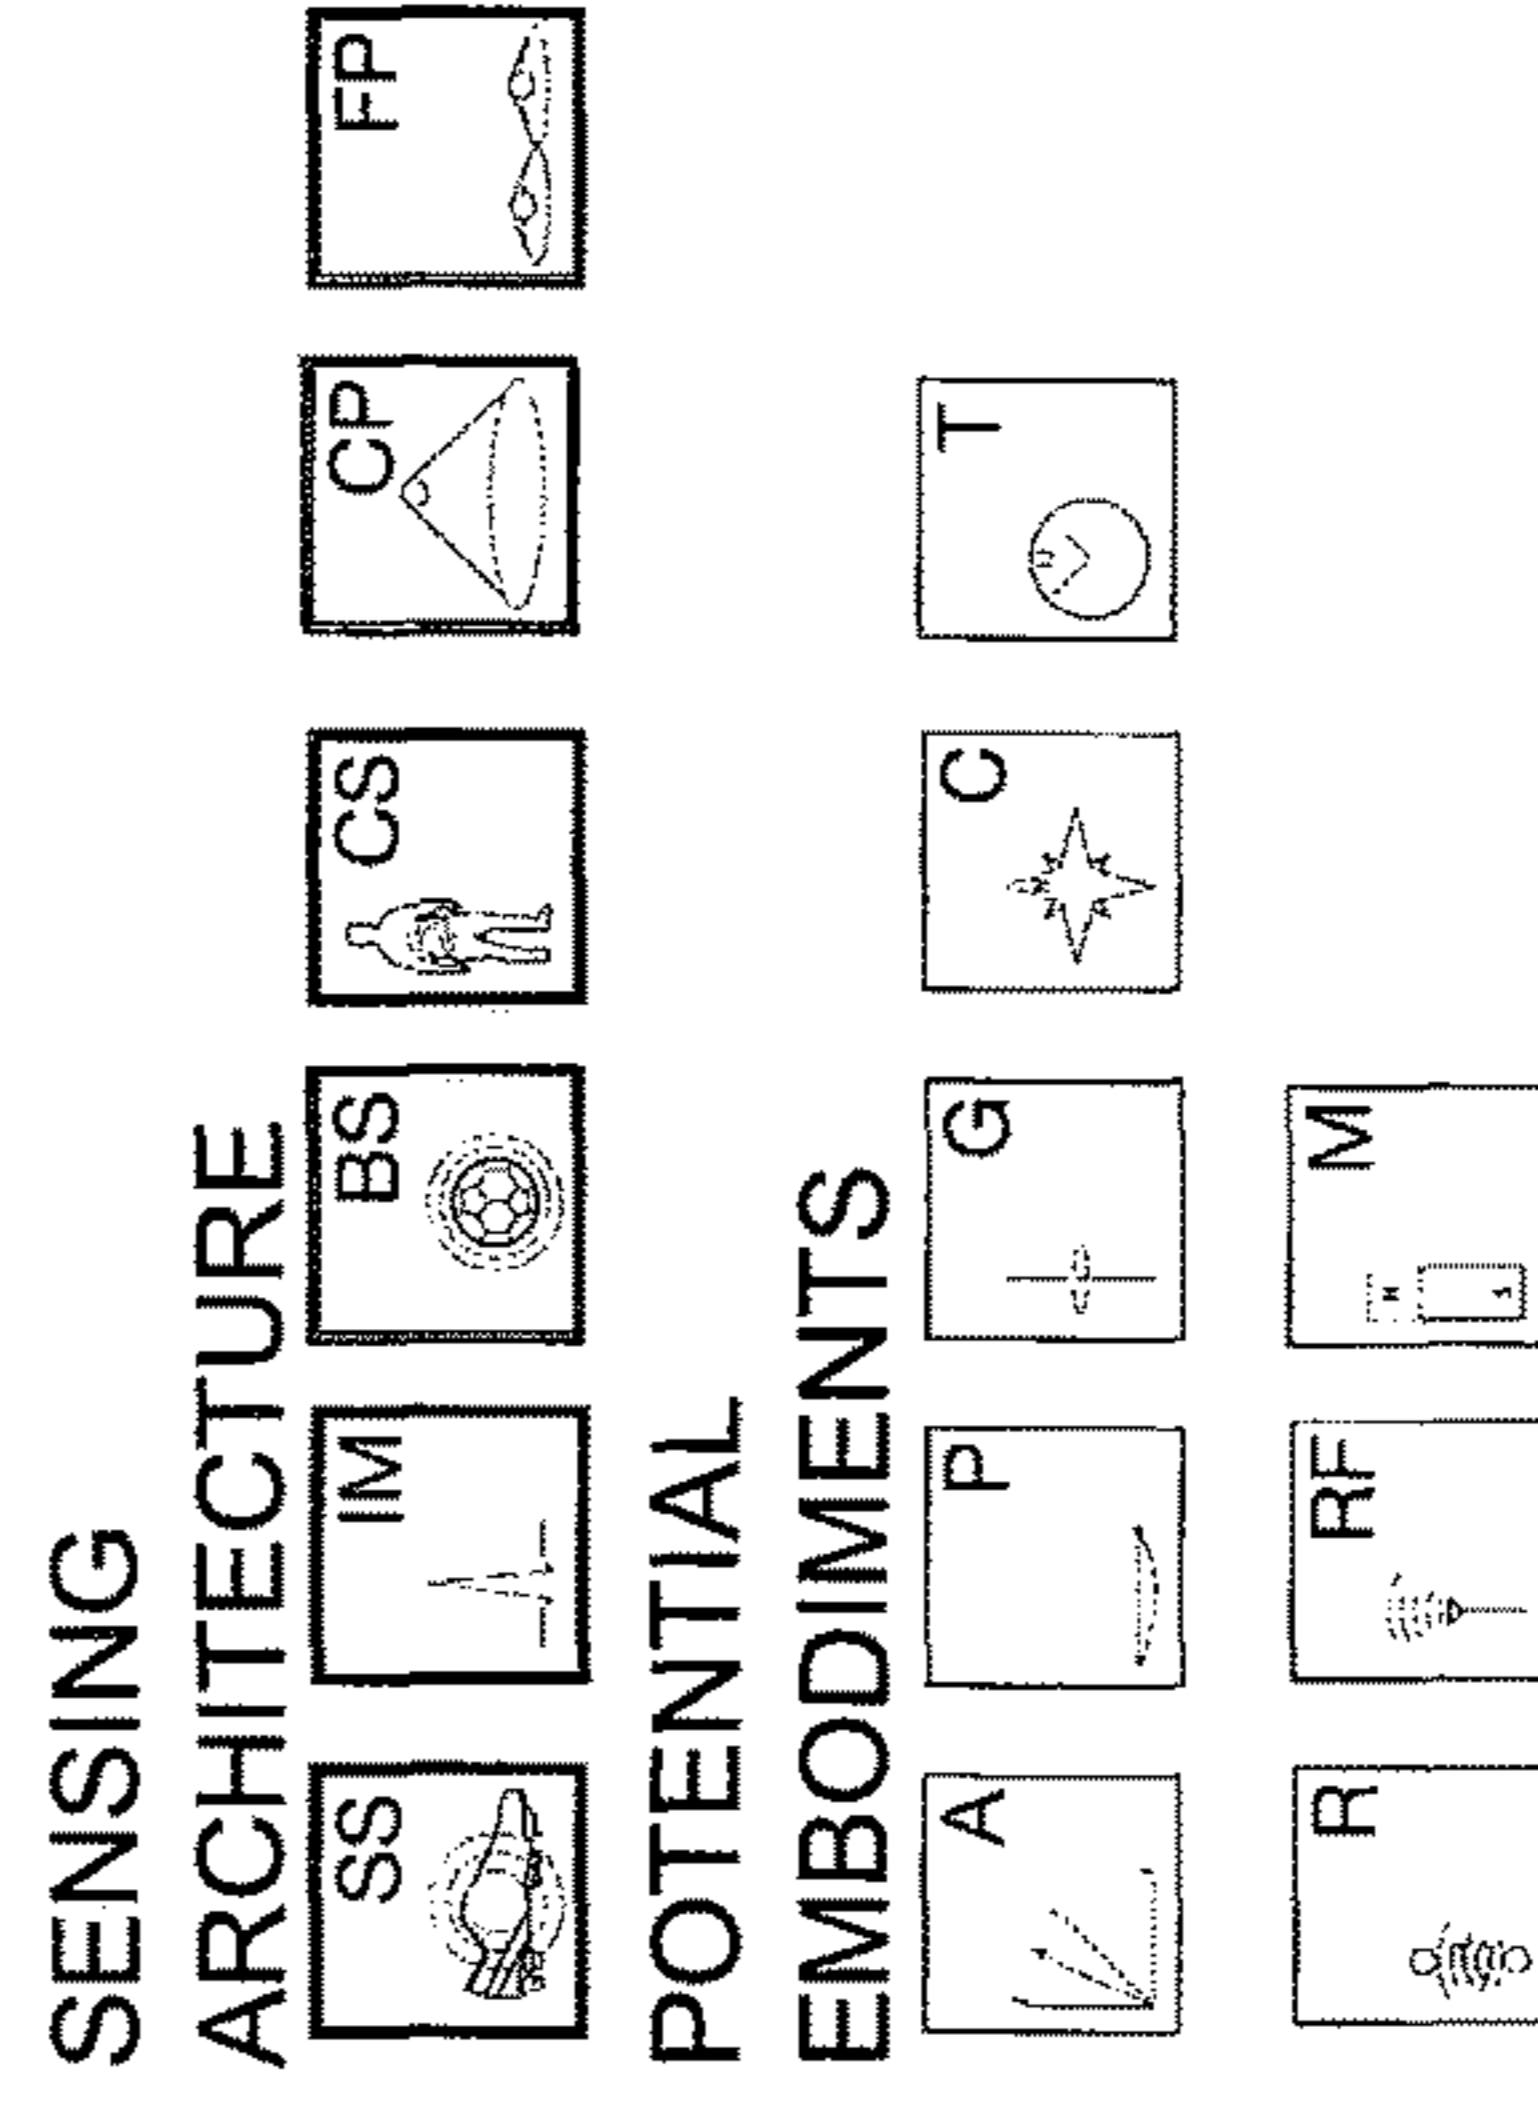 SENSING
ARCHITECTURE
SS IM BS CS CP FP
POTENTIAL
EMBODIMENTS
A P G C T
R RF M